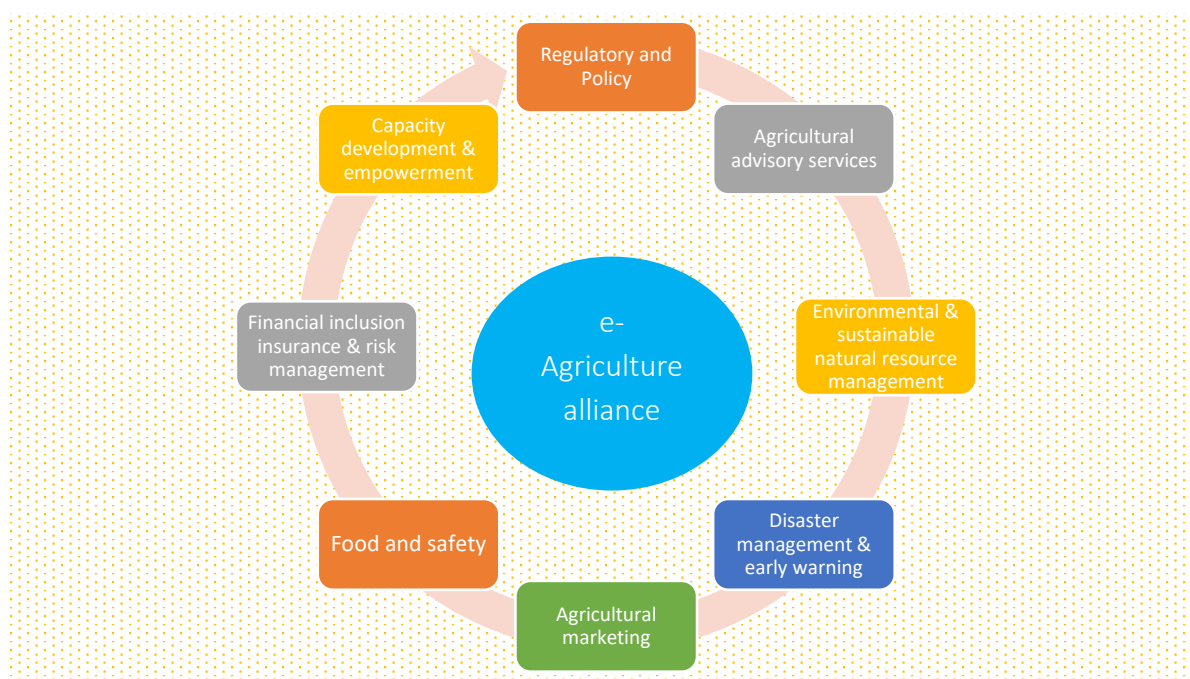 Regulatory and
Policy
Agricultural
advisory services
Environmental &
sustainable
natural resource
management
Disaster
management &
early warning
Agricultural
marketing
Food and safety
Financial inclusion
insurance & risk
management
Capacity
development &
empowerment
e-
Agriculture
alliance